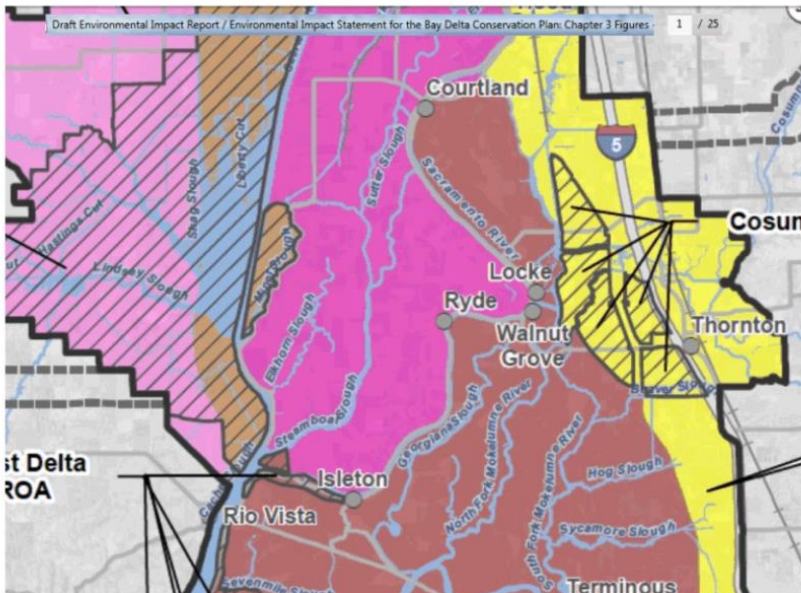 Draft Environmental Impact Report / Environmental Impact Statement for the Bay Delta Conservation Plan: Chapter 3 Figures - 1 / 25
Courtland
5
Liberty Cut
Sutter Slough
Shag Slough
Sacramento River
Cosumn
Hastings Cut
Lindsey Slough
Locke
Ryde
Walnut
Grove
Thornton
Elkhorn Slough
Steamboat Slough
Georgiana Slough
North Fork Mokelumne River
South Fork Mokelumne River
Beaver Slough
st Delta
ROA
Isleton
Hog Slough
Rio Vista
Sycamore Slough
Sevenmile Slough
Terminous